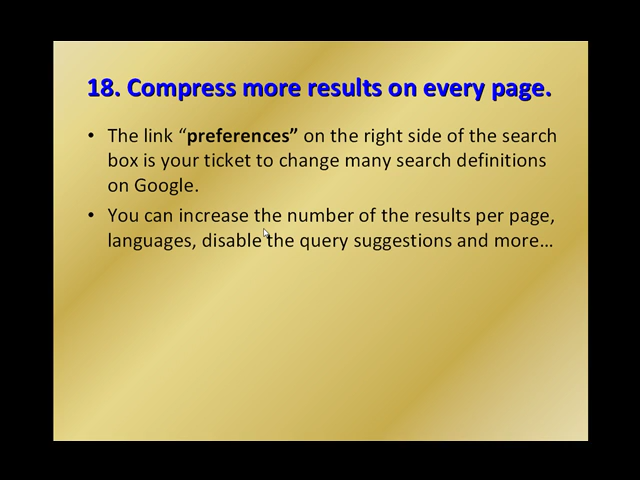 18. Compress more results on every page.
• The link “preferences” on the right side of the search
box is your ticket to change many search definitions
on Google.
• You can increase the number of the results per page,
languages, disable the query suggestions and more…